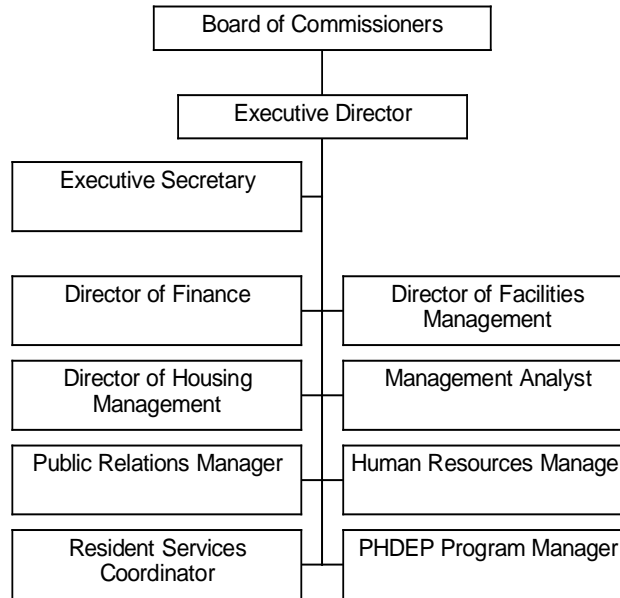 Board of Commissioners
Executive Director
Executive Secretary
Director of Finance
Director of Facilities
Management
Director of Housing
Management
Management Analyst
Public Relations Manager
Human Resources Manage
Resident Services
Coordinator
PHDEP Program Manager